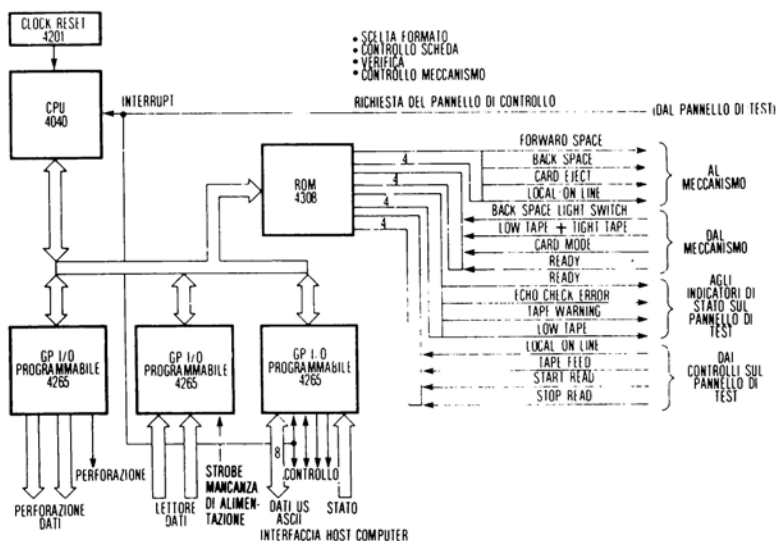 CLOCK RESET
4201
CPU
4040
INTERRUPT
• SCELTA FORMATO
• CONTROLLO SCHEDA
• VERIFICA
• CONTROLLO MECCANISMO
RICHIESTA DEL PANNELLO DI CONTROLLO
(DAL PANNELLO DI TEST)
ROM
4308
4
4
4
4
FORWARD SPACE
BACK SPACE
CARD EJECT
LOCAL ON LINE
AL
MECCANISMO
BACK SPACE LIGHT SWITCH
LOW TAPE + TIGHT TAPE
CARD MODE
READY
DAL
MECCANISMO
READY
ECHO CHECK ERROR
TAPE WARNING
LOW TAPE
AGLI
INDICATORI DI
STATO SUL
PANNELLO DI
TEST
LOCAL ON LINE
TAPE FEED
START READ
STOP READ
DAI
CONTROLLI SUL
PANNELLO DI
TEST
GP I/O
PROGRAMMABILE
4265
GP I/O
PROGRAMMABILE
4265
GP I/O
PROGRAMMABILE
4265
PERFORAZIONE
PERFORAZIONE
DATI
LETTORE
DATI
STROBE
MANCANZA
DI ALIMEN-
TAZIONE
8
CONTROLLO
DATI US
ASCII
STATO
INTERFACCIA HOST COMPUTER